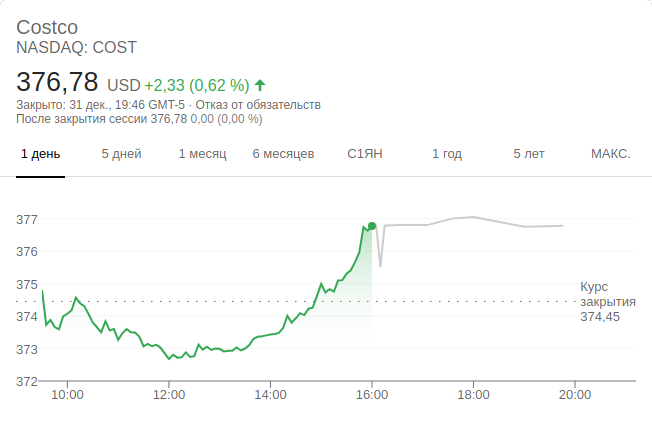 Costco
NASDAQ: COST
376,78 USD +2,33 (0,62 %)
Закрыто: 31 дек., 19:46 GMT-5 · Отказ от обязательств
После закрытия сессии 376,78 0,00 (0,00 %)
1 день 5 дней 1 месяц 6 месяцев С1ЯН 1 год 5 лет МАКС.
377
376
375
374
373
372
Курс
закрытия
374,45
10:00 12:00 14:00 16:00 18:00 20:00